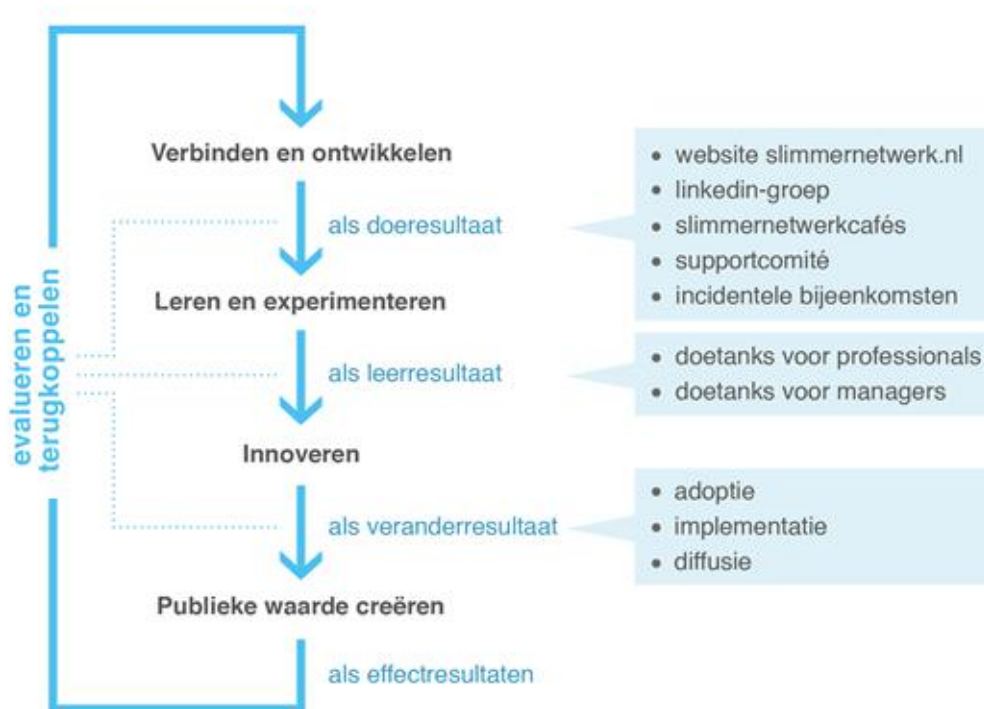 Verbinden en ontwikkelen
als doeresultaat
• website slimmernetwerk.nl
• linkedin-groep
• slimmernetwerkcafés
• supportcomité
• incidentele bijeenkomsten
Leren en experimenteren
als leerresultaat
• doetanks voor professionals
• doetanks voor managers
Innoveren
als veranderresultaat
• adoptie
• implementatie
• diffusie
Publieke waarde creëren
als effectresultaten
evalueren en
terugkoppelen